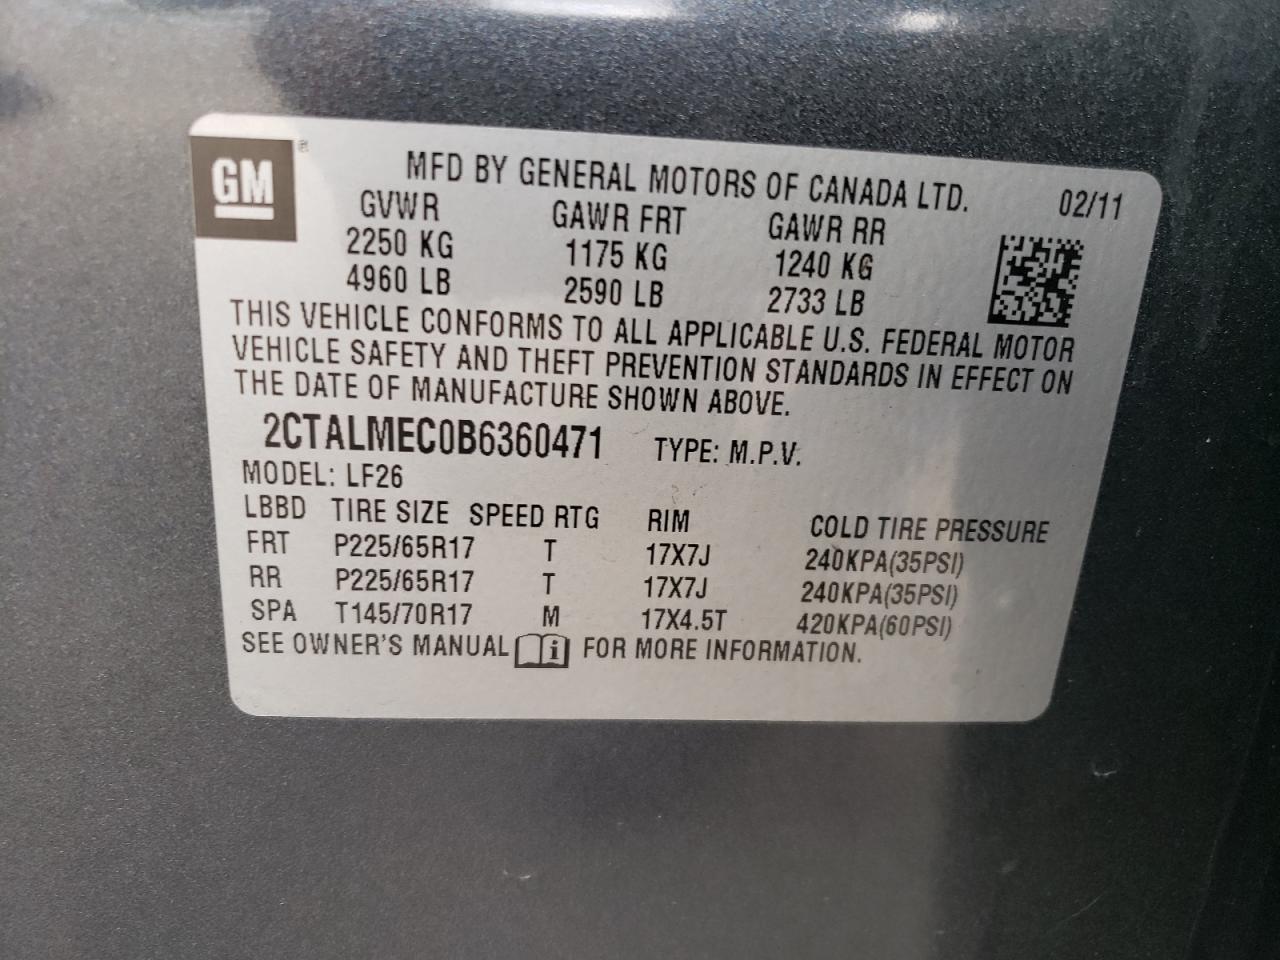 GM ®
MFD BY GENERAL MOTORS OF CANADA LTD. 02/11
GVWR GAWR FRT GAWR RR
2250 KG 1175 KG 1240 KG
4960 LB 2590 LB 2733 LB
THIS VEHICLE CONFORMS TO ALL APPLICABLE U.S. FEDERAL MOTOR
VEHICLE SAFETY AND THEFT PREVENTION STANDARDS IN EFFECT ON
THE DATE OF MANUFACTURE SHOWN ABOVE.
2CTALMEC0B6360471 TYPE: M.P.V.
MODEL: LF26
LBBD TIRE SIZE SPEED RTG RIM COLD TIRE PRESSURE
FRT P225/65R17 T 17X7J 240KPA(35PSI)
RR P225/65R17 T 17X7J 240KPA(35PSI)
SPA T145/70R17 M 17X4.5T 420KPA(60PSI)
SEE OWNER'S MANUAL i FOR MORE INFORMATION.